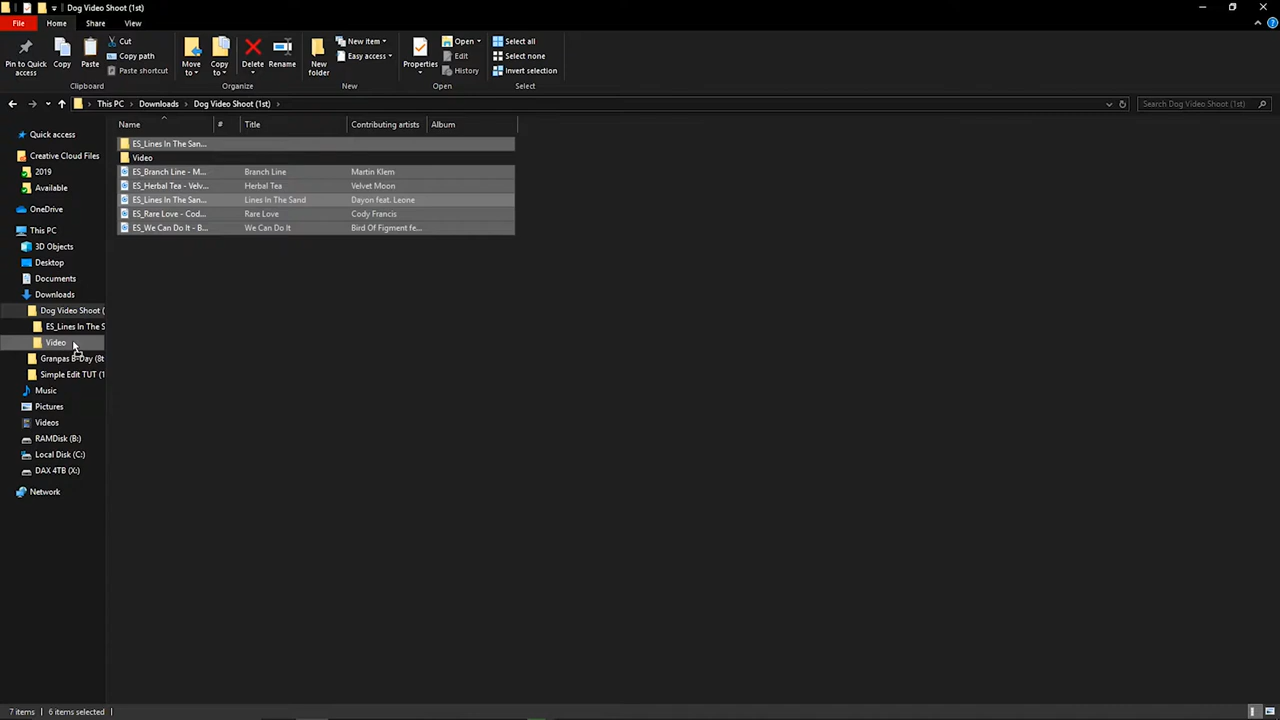 Dog Video Shoot (1st)
File Home Share View
Pin to Quick access
Copy
Paste
Cut
Copy path
Paste shortcut
Clipboard
Move to
Copy to
Delete
Rename
Organize
New folder
New item
Easy access
New
Properties
Open
Edit
History
Open
Select all
Select none
Invert selection
Select
This PC > Downloads > Dog Video Shoot (1st) >
Search Dog Video Shoot (1st)
Name # Title Contributing artists Album
ES_Lines In The San...
Video
ES_Branch Line - M... Branch Line Martin Klem
ES_Herbal Tea - Velv... Herbal Tea Velvet Moon
ES_Lines In The San... Lines In The Sand Dayon feat. Leone
ES_Rare Love - Cod... Rare Love Cody Francis
ES_We Can Do It - B... We Can Do It Bird Of Figment fe...
Quick access
Creative Cloud Files
2019
Available
OneDrive
This PC
3D Objects
Desktop
Documents
Downloads
Dog Video Shoot (
ES_Lines In The S
Video
Granpas B-Day (8t
Simple Edit TUT (1
Music
Pictures
Videos
RAMDisk (B:)
Local Disk (C:)
DAX 4TB (X:)
Network
7 items 6 items selected